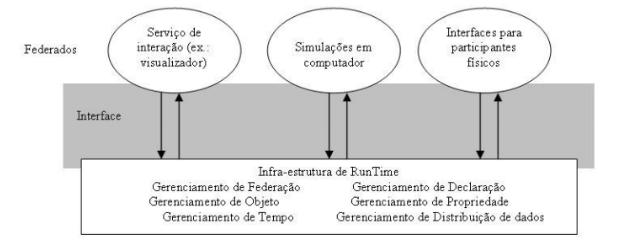 Federados
Serviço de
interação (ex.:
visualizador)
Simulações em
computador
Interfaces para
participantes
físicos
Interface
Infra-estrutura de RunTime
Gerenciamento de Federação Gerenciamento de Declaração
Gerenciamento de Objeto Gerenciamento de Propriedade
Gerenciamento de Tempo Gerenciamento de Distribuição de dados